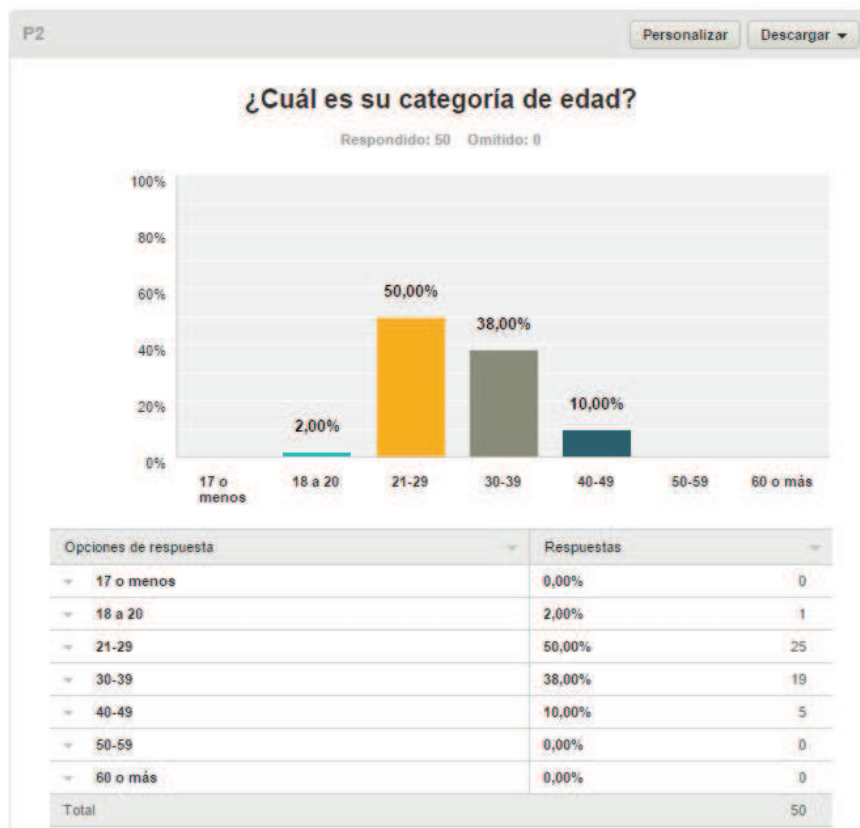 P2
Personalizar
Descargar
¿Cuál es su categoría de edad?
Respondido: 50 Omitido: 0
100%
80%
60%
40%
20%
0%
2,00%
50,00%
38,00%
10,00%
17 o
menos
18 a 20
21-29
30-39
40-49
50-59
60 o más
Opciones de respuesta Respuestas
17 o menos 0,00% 0
18 a 20 2,00% 1
21-29 50,00% 25
30-39 38,00% 19
40-49 10,00% 5
50-59 0,00% 0
60 o más 0,00% 0
Total 50